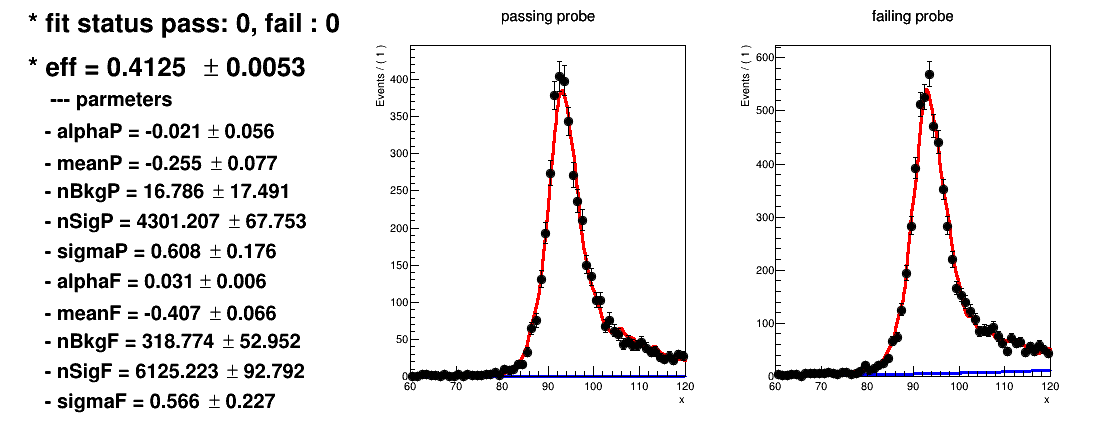 * fit status pass: 0, fail : 0
* eff = 0.4125 ± 0.0053
--- parmeters
- alphaP = -0.021 ± 0.056
- meanP = -0.255 ± 0.077
- nBkgP = 16.786 ± 17.491
- nSigP = 4301.207 ± 67.753
- sigmaP = 0.608 ± 0.176
- alphaF = 0.031 ± 0.006
- meanF = -0.407 ± 0.066
- nBkgF = 318.774 ± 52.952
- nSigF = 6125.223 ± 92.792
- sigmaF = 0.566 ± 0.227
passing probe
Events / ( 1 )
400
350
300
250
200
150
100
50
0
60 70 80 90 100 110 120
x
failing probe
Events / ( 1 )
600
500
400
300
200
100
0
60 70 80 90 100 110 120
x